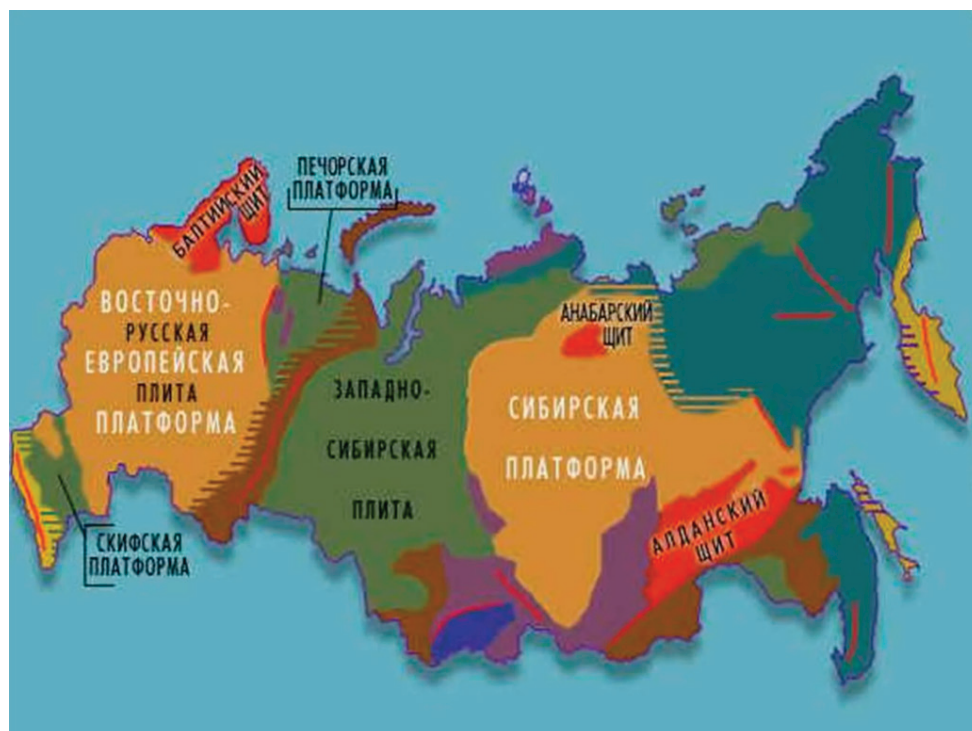 ПЕЧОРСКАЯ
ПЛАТФОРМА
БАЛТИЙСКИЙ
ЩИТ
ВОСТОЧНО-
РУССКАЯ
ЕВРОПЕЙСКАЯ
ПЛИТА
ПЛАТФОРМА
АНАБАРСКИЙ
ЩИТ
ЗАПАДНО-
СИБИРСКАЯ
ПЛИТА
СИБИРСКАЯ
ПЛАТФОРМА
АЛДАНСКИЙ
ЩИТ
СКИФСКАЯ
ПЛАТФОРМА